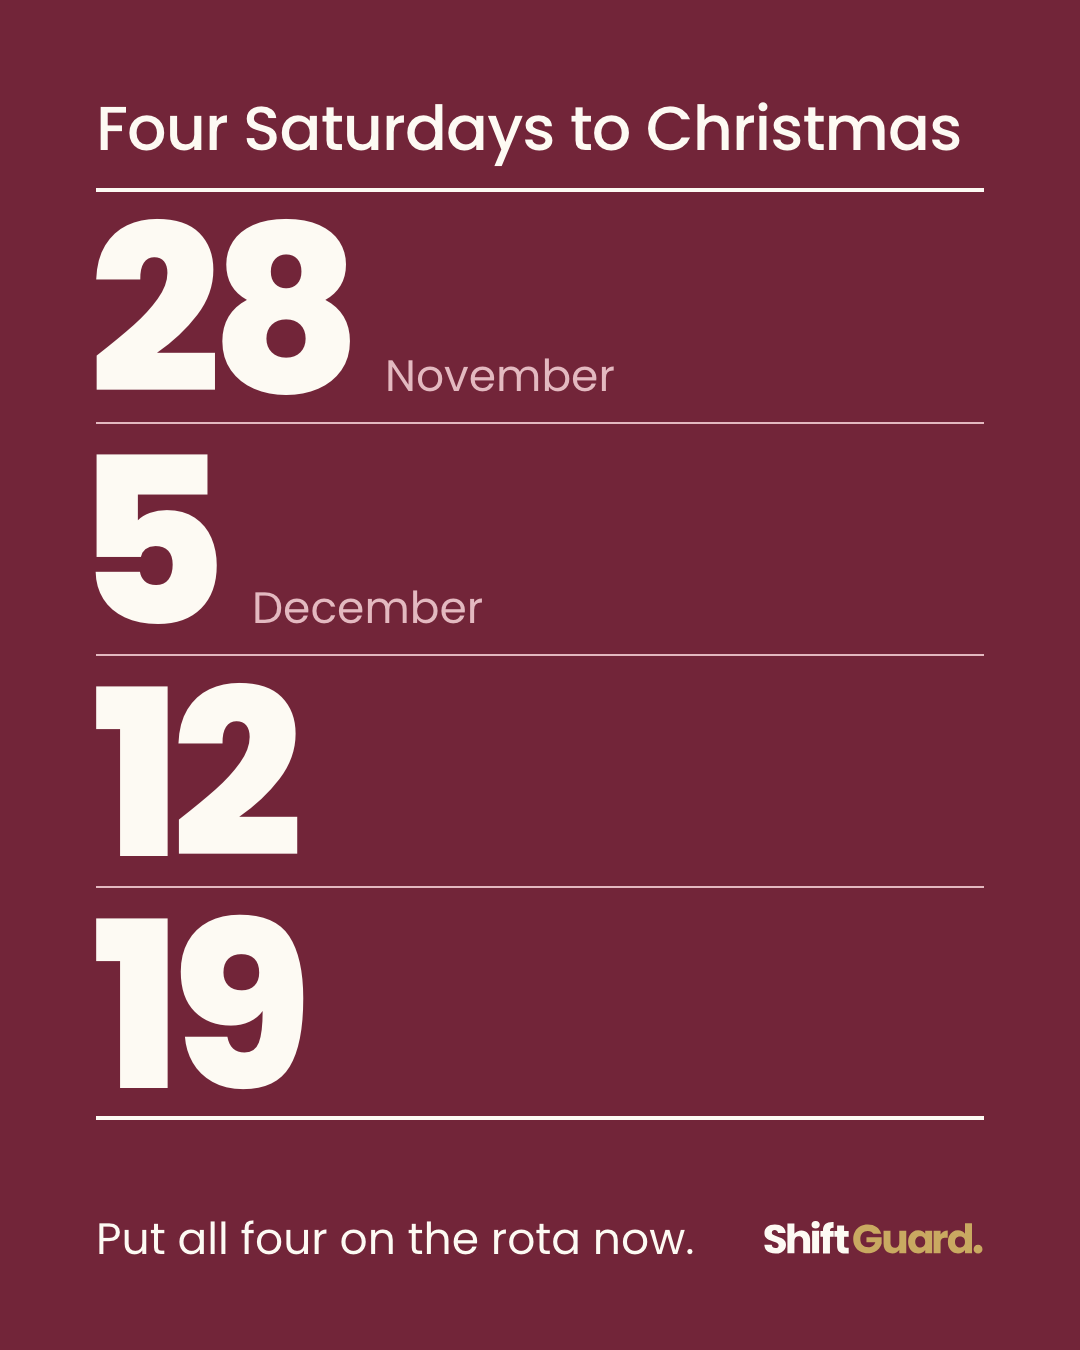 Four Saturdays to Christmas
28 November
5 December
12
19
Put all four on the rota now.
ShiftGuard.